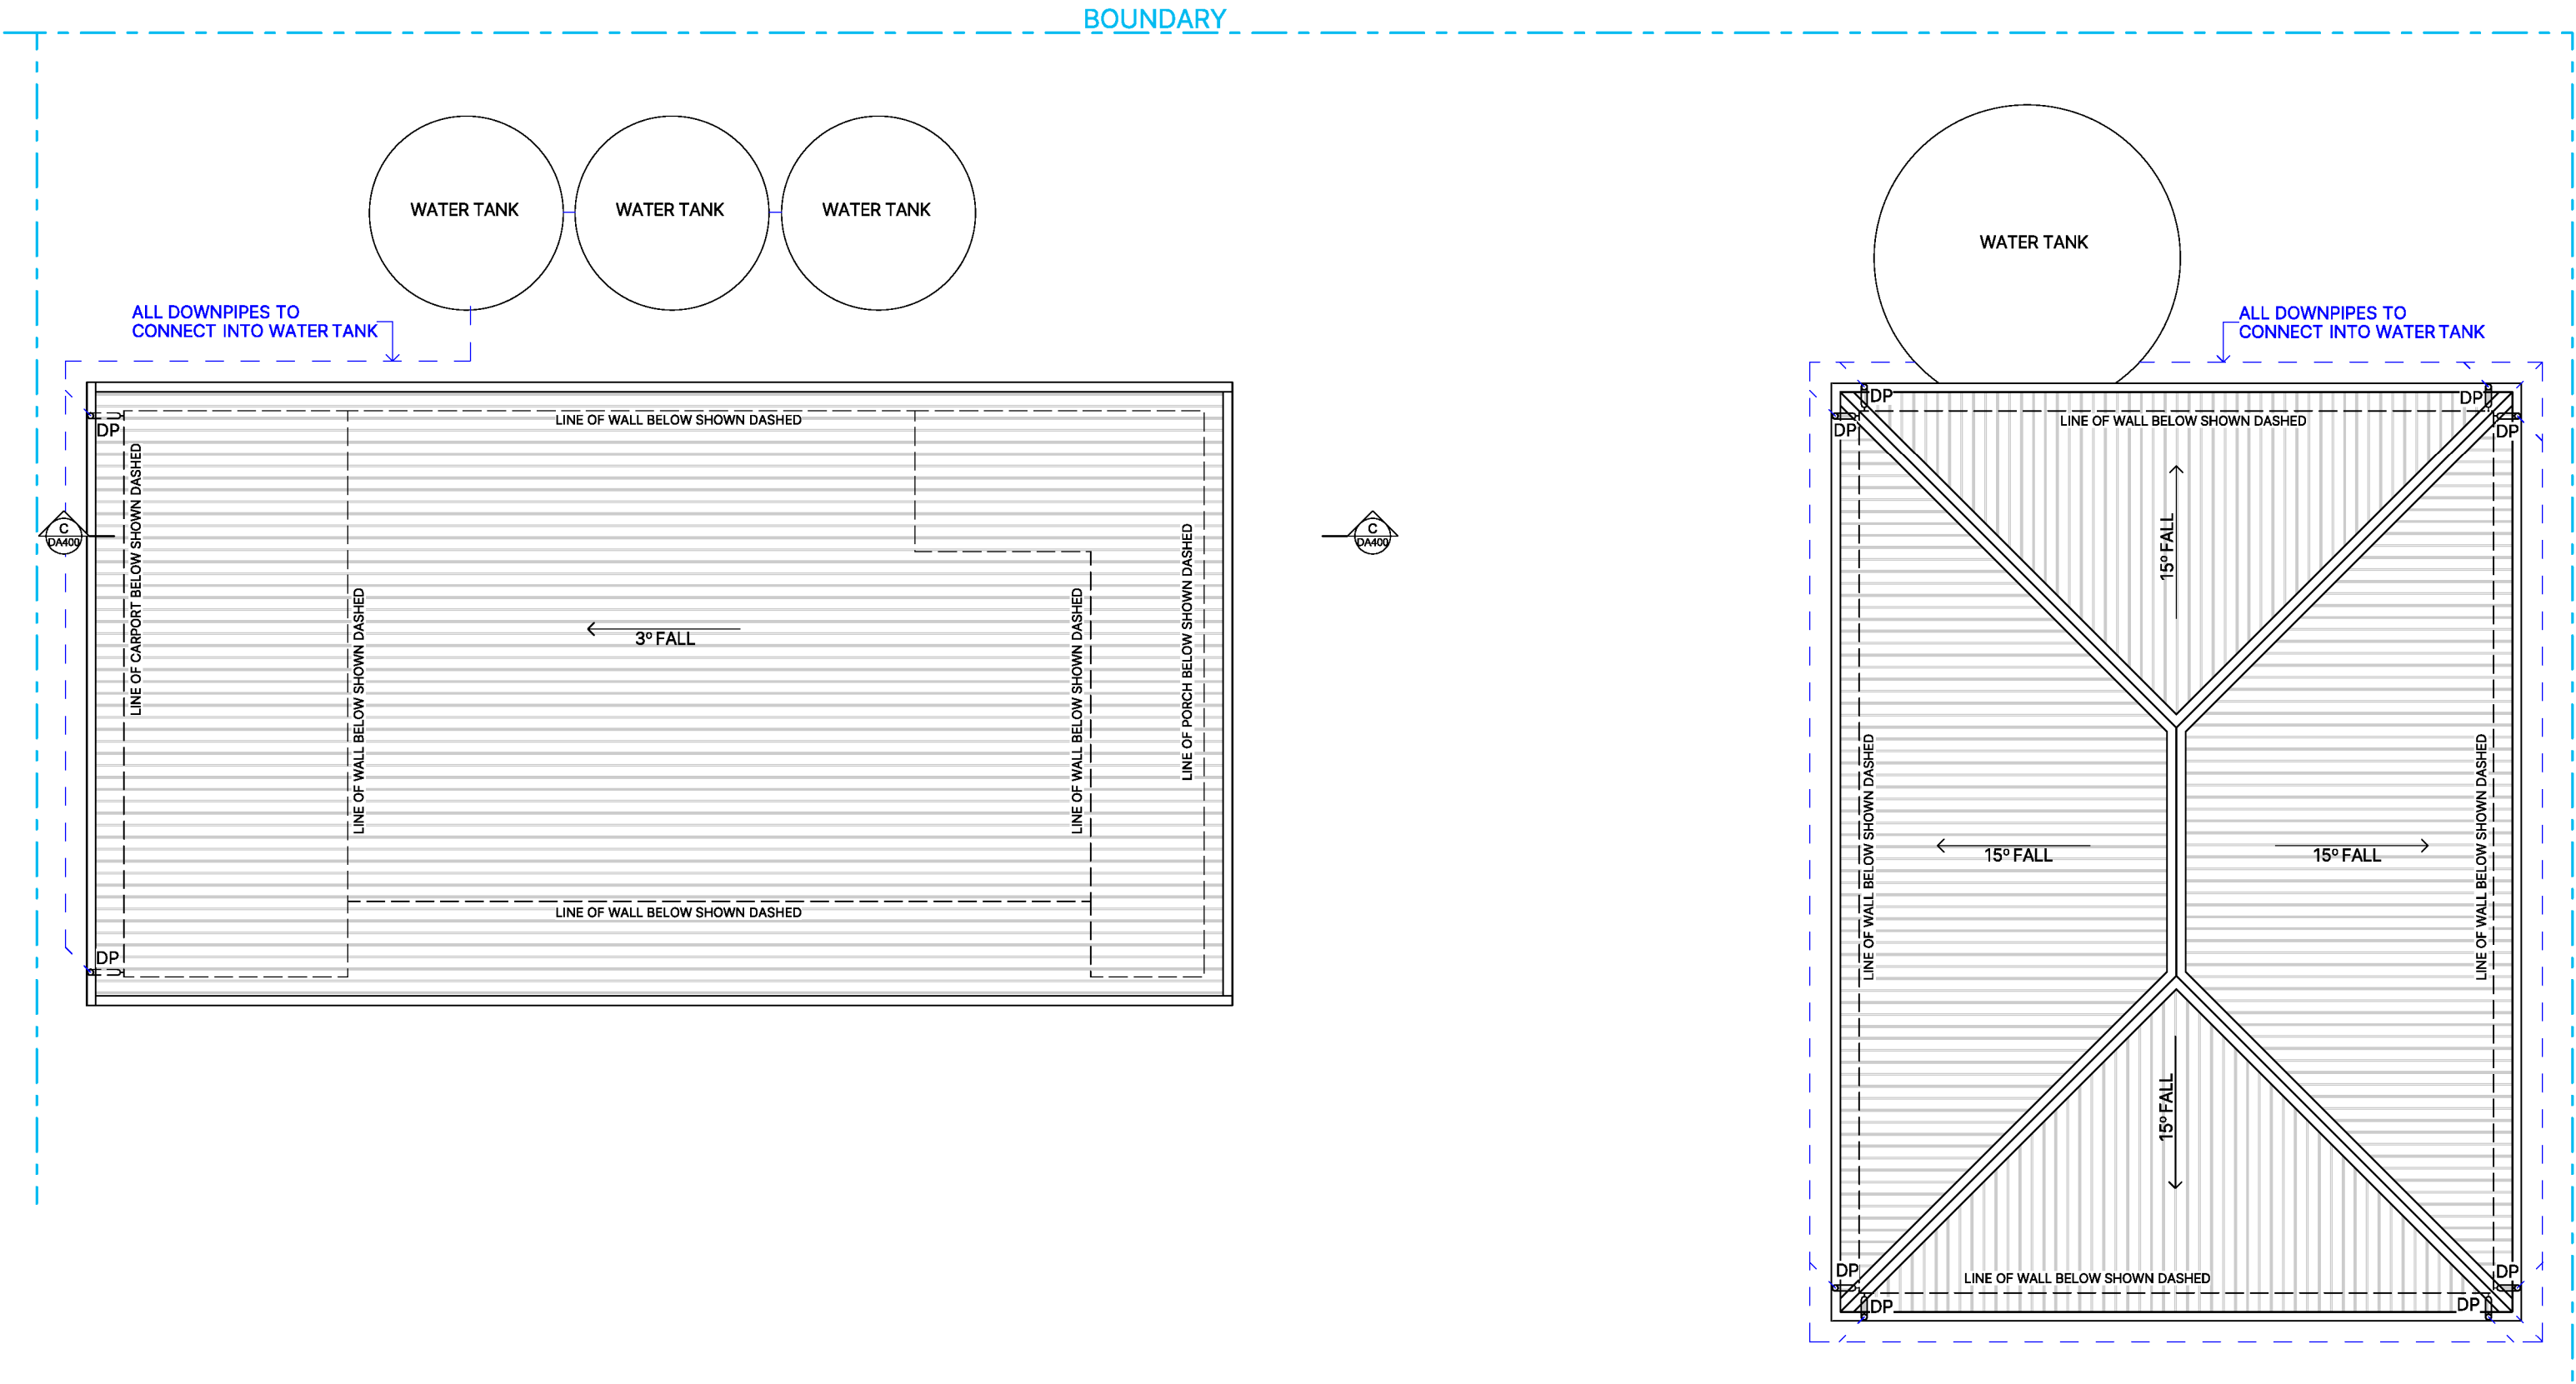 BOUNDARY
WATER TANK
WATER TANK
WATER TANK
WATER TANK
ALL DOWNPIPES TO
CONNECT INTO WATER TANK
ALL DOWNPIPES TO
CONNECT INTO WATER TANK
DP
LINE OF WALL BELOW SHOWN DASHED
LINE OF CARPORT BELOW SHOWN DASHED
C
DA400
LINE OF WALL BELOW SHOWN DASHED
3º FALL
LINE OF WALL BELOW SHOWN DASHED
LINE OF PORCH BELOW SHOWN DASHED
LINE OF WALL BELOW SHOWN DASHED
DP
C
DA400
DP
DP
DP
DP
LINE OF WALL BELOW SHOWN DASHED
15º FALL
LINE OF WALL BELOW SHOWN DASHED
15º FALL
15º FALL
LINE OF WALL BELOW SHOWN DASHED
15º FALL
LINE OF WALL BELOW SHOWN DASHED
DP
DP
DP
DP